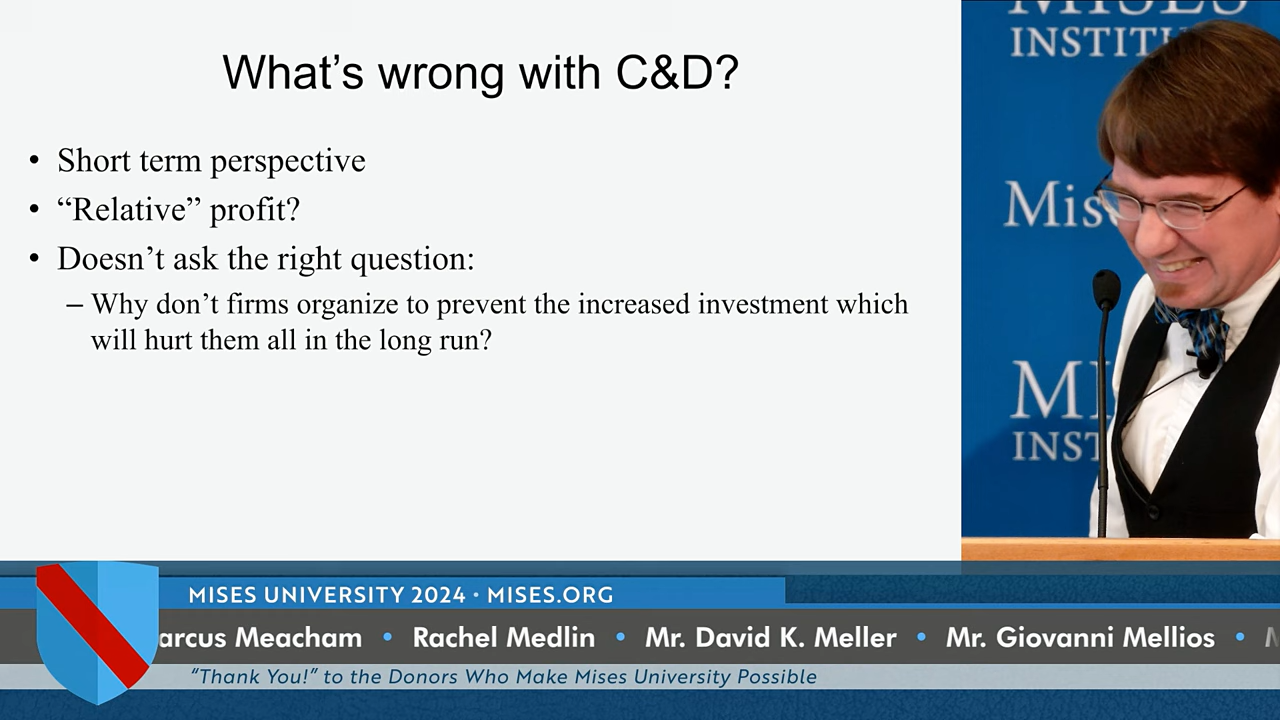 What’s wrong with C&D?
• Short term perspective
• “Relative” profit?
• Doesn’t ask the right question:
– Why don’t firms organize to prevent the increased investment which
will hurt them all in the long run?
MISES
INSTITU
Mis
M
INST
MISES UNIVERSITY 2024 • MISES.ORG
arcus Meacham • Rachel Medlin • Mr. David K. Meller • Mr. Giovanni Mellios •
“Thank You!” to the Donors Who Make Mises University Possible